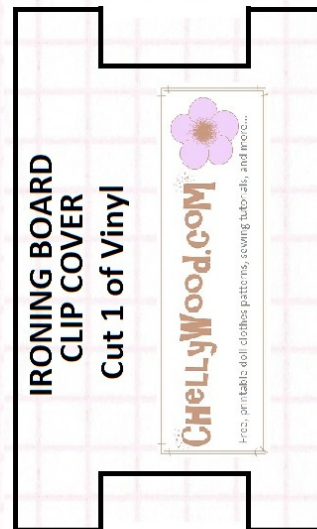 IRONING BOARD
CLIP COVER
Cut 1 of Vinyl
CHellyWood.com
Free, printable doll clothes patterns, sewing tutorials, and more...